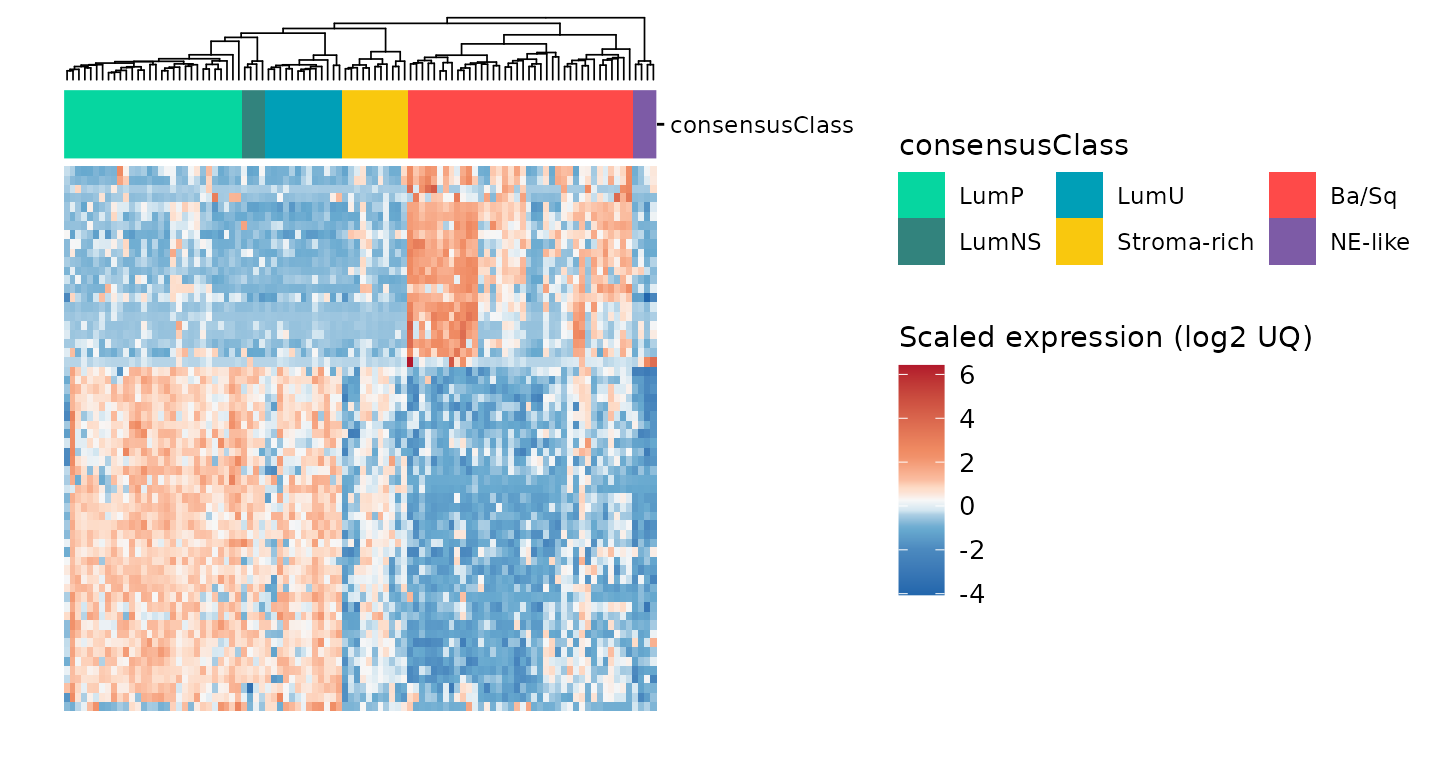 consensusClass
consensusClass
LumP
LumU
Ba/Sq
LumNS
Stroma-rich
NE-like
Scaled expression (log2 UQ)
6
4
2
0
-2
-4